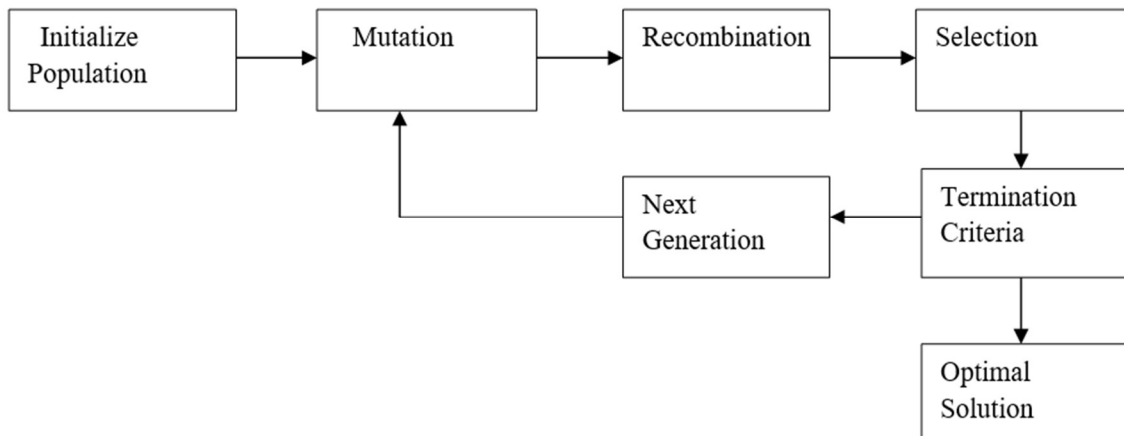 Initialize
Population
Mutation
Recombination
Selection
Next
Generation
Termination
Criteria
Optimal
Solution